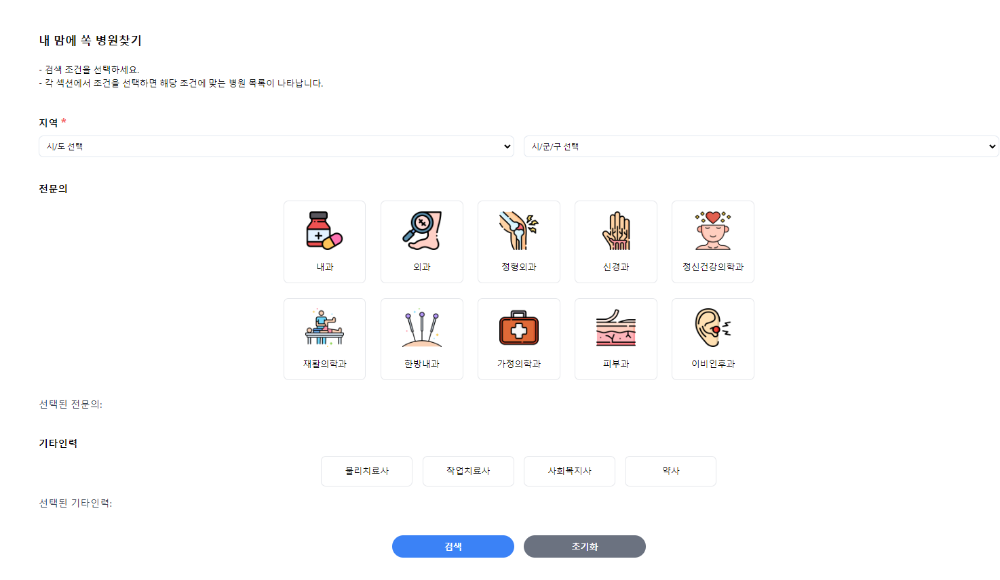 내 맘에 쏙 병원찾기
- 검색 조건을 선택하세요.
- 각 섹션에서 조건을 선택하면 해당 조건에 맞는 병원 목록이 나타납니다.
지역 *
시/도 선택 시/군/구 선택
전문의
내과 외과 정형외과 신경과 정신건강의학과
재활의학과 한방내과 가정의학과 피부과 이비인후과
선택된 전문의:
기타인력
물리치료사 작업치료사 사회복지사 약사
선택된 기타인력:
검색 초기화